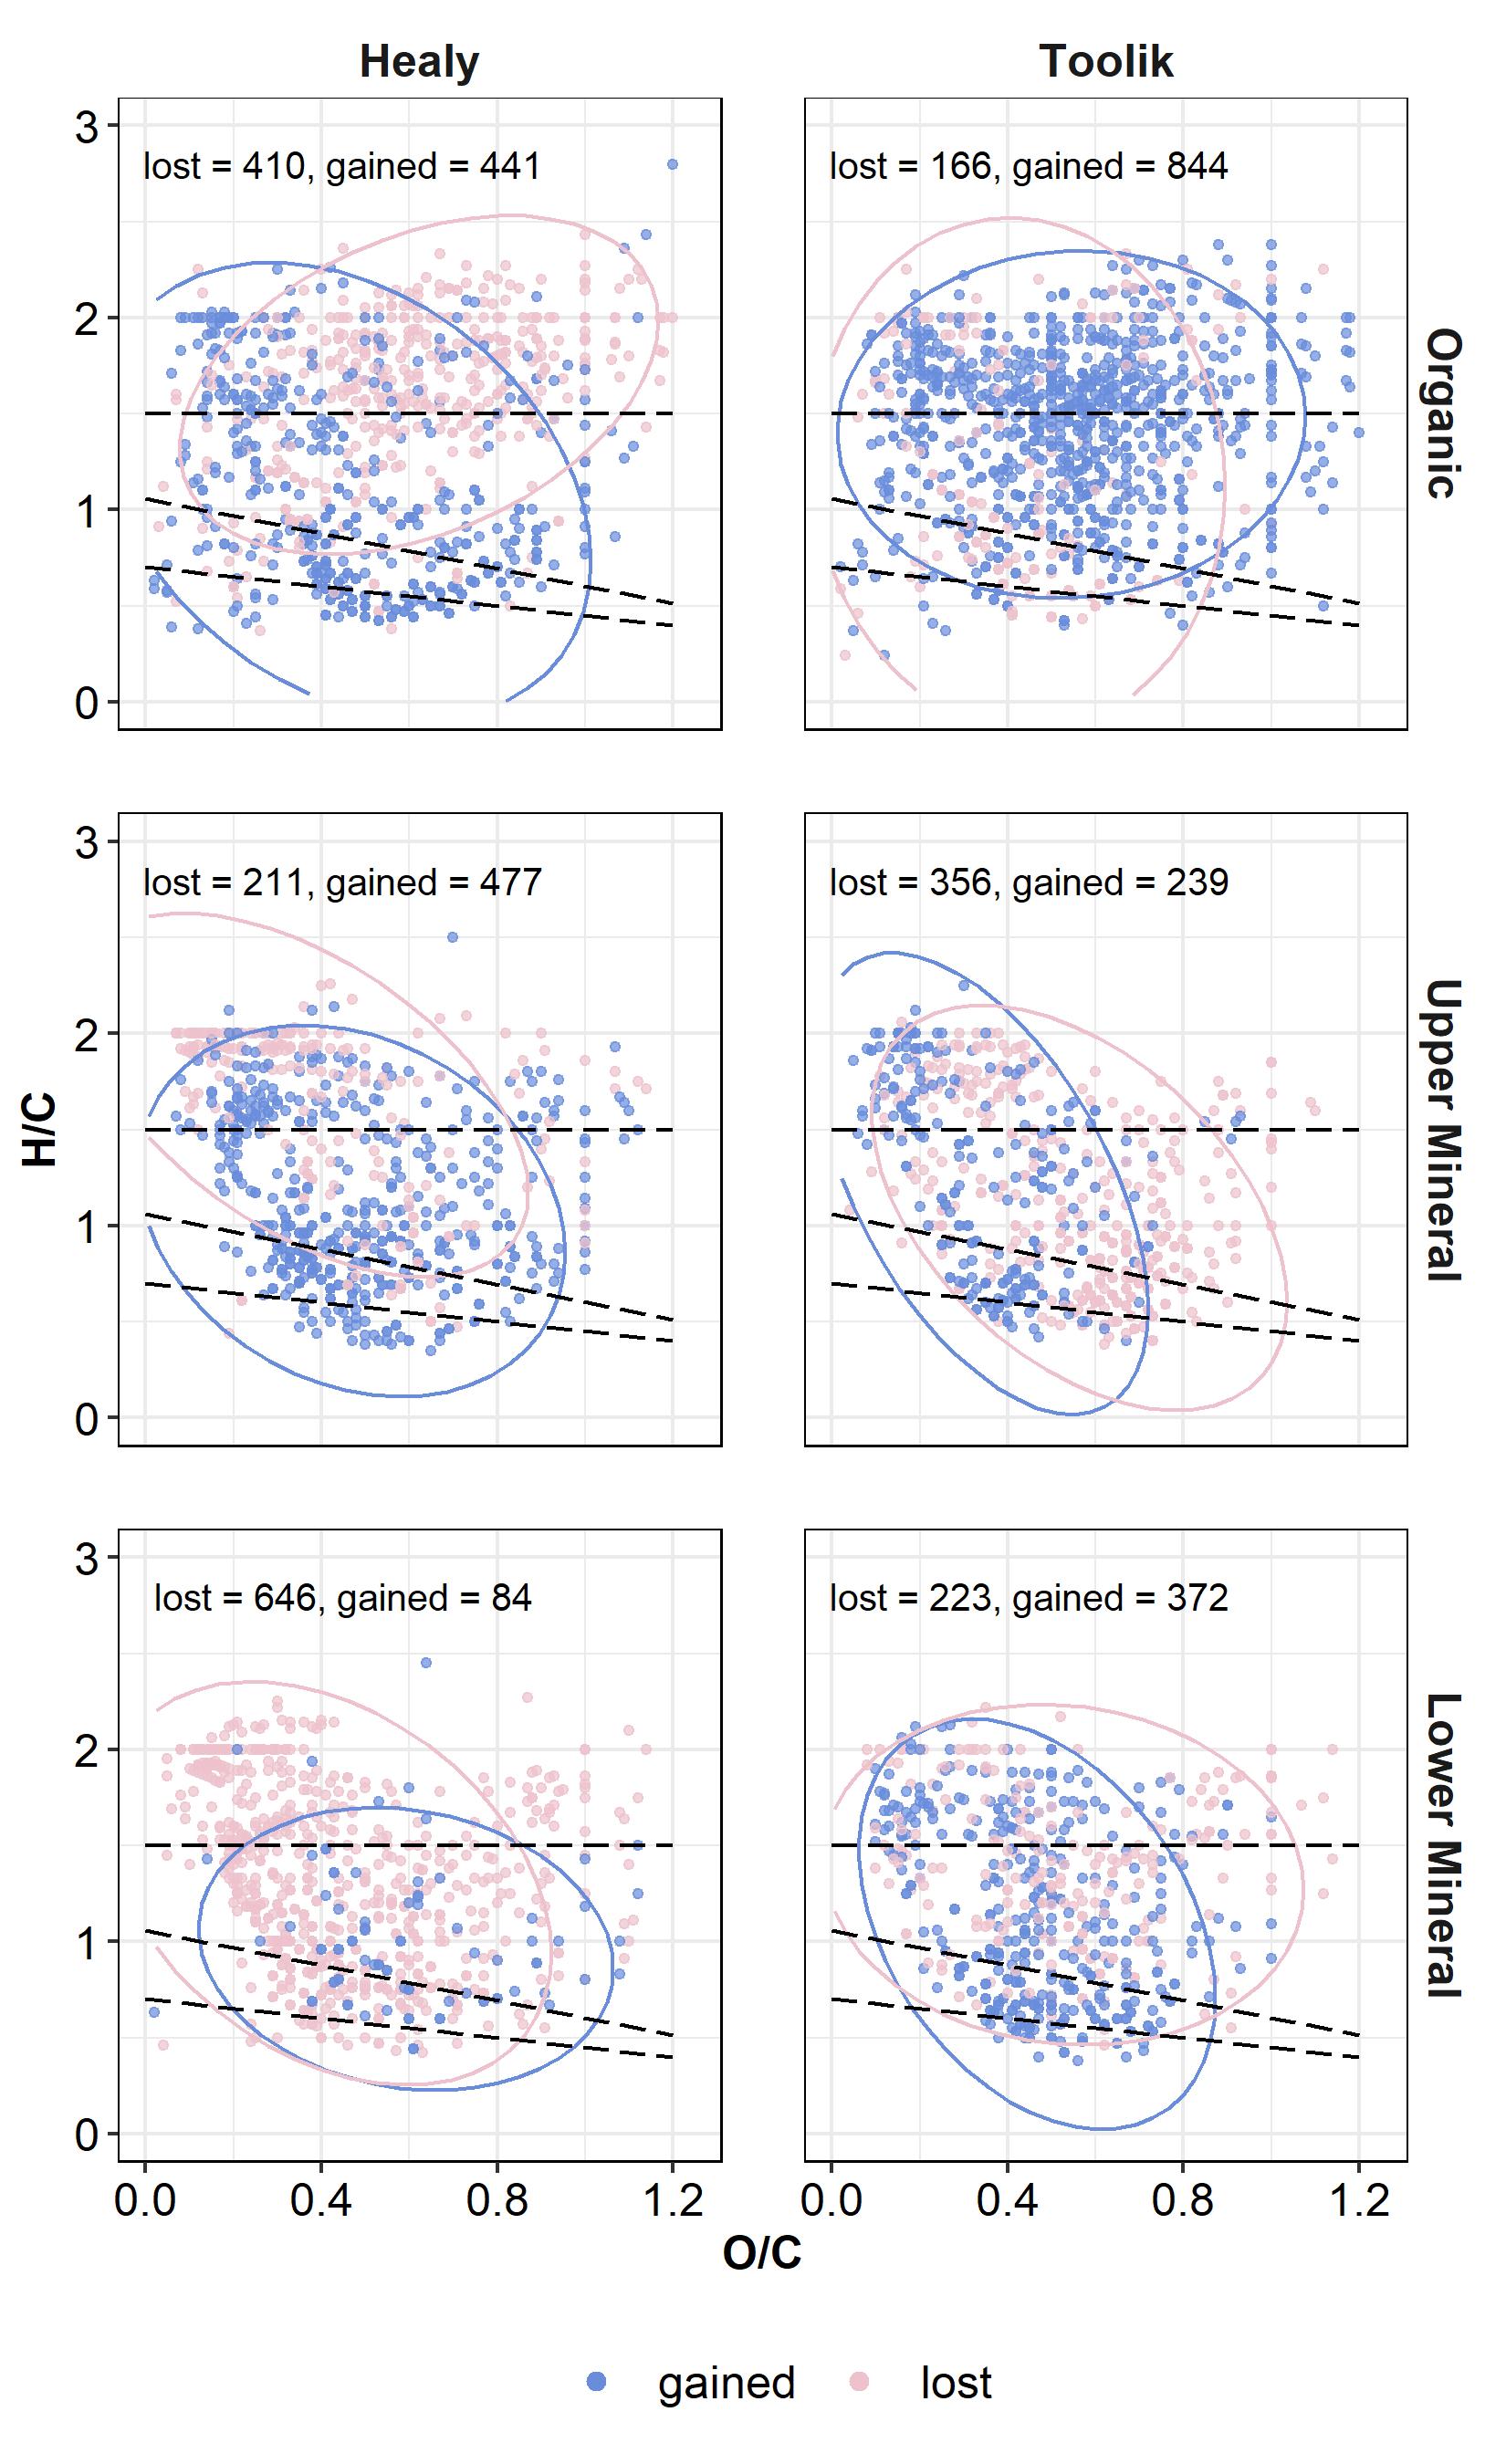 Healy
Toolik
3
2
1
0
lost = 410, gained = 441
lost = 166, gained = 844
Organic
3
2
1
0
lost = 211, gained = 477
lost = 356, gained = 239
Upper Mineral
H/C
3
2
1
0
lost = 646, gained = 84
lost = 223, gained = 372
Lower Mineral
0.0 0.4 0.8 1.2
0.0 0.4 0.8 1.2
O/C
gained lost